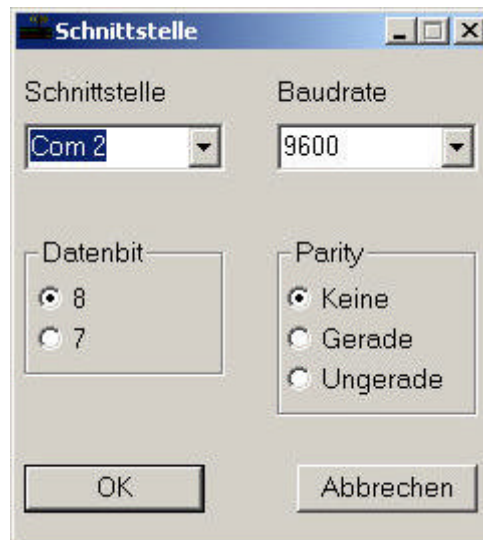 Schnittstelle
Schnittstelle
Baudrate
Com 2
9600
Datenbit
8
7
Parity
Keine
Gerade
Ungerade
OK
Abbrechen